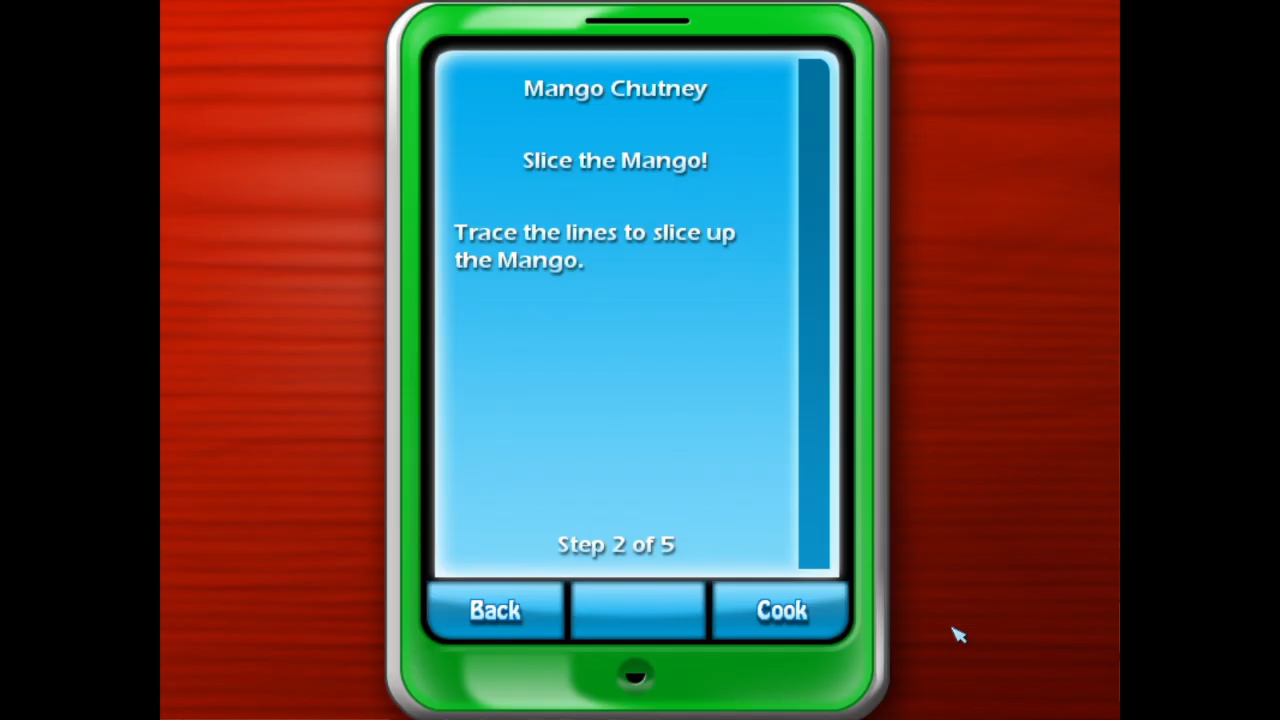 Mango Chutney
Slice the Mango!
Trace the lines to slice up
the Mango.
Step 2 of 5
Back
Cook